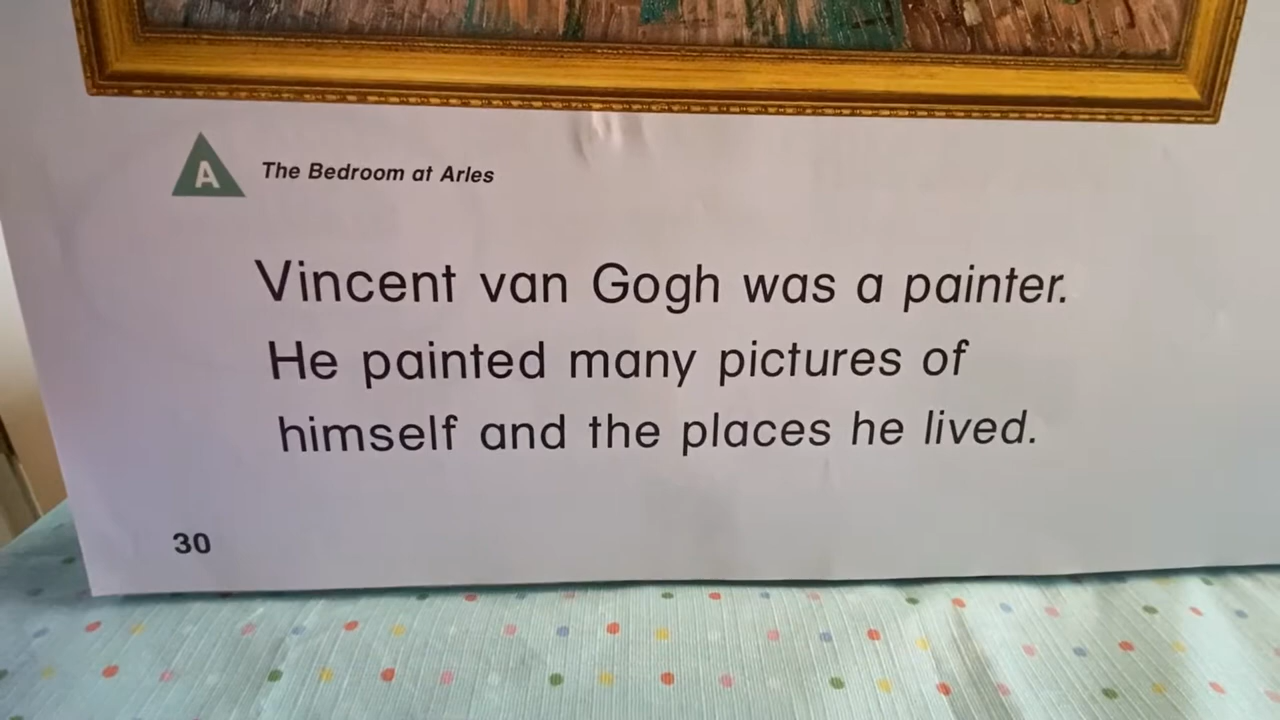 A The Bedroom at Arles
Vincent van Gogh was a painter.
He painted many pictures of
himself and the places he lived.
30